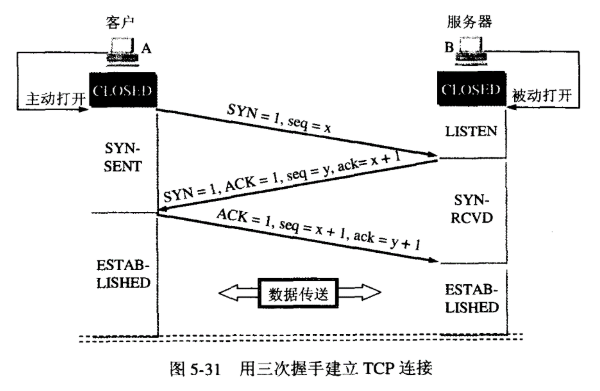 客户
服务器
A
B
CLOSED
CLOSED
主动打开
被动打开
SYN = 1, seq = x
LISTEN
SYN-
SENT
SYN = 1, ACK = 1, seq = y, ack= x + 1
SYN-
RCVD
ACK = 1, seq = x + 1, ack = y + 1
ESTAB-
LISHED
数据传送
ESTAB-
LISHED
图 5-31 用三次握手建立 TCP 连接